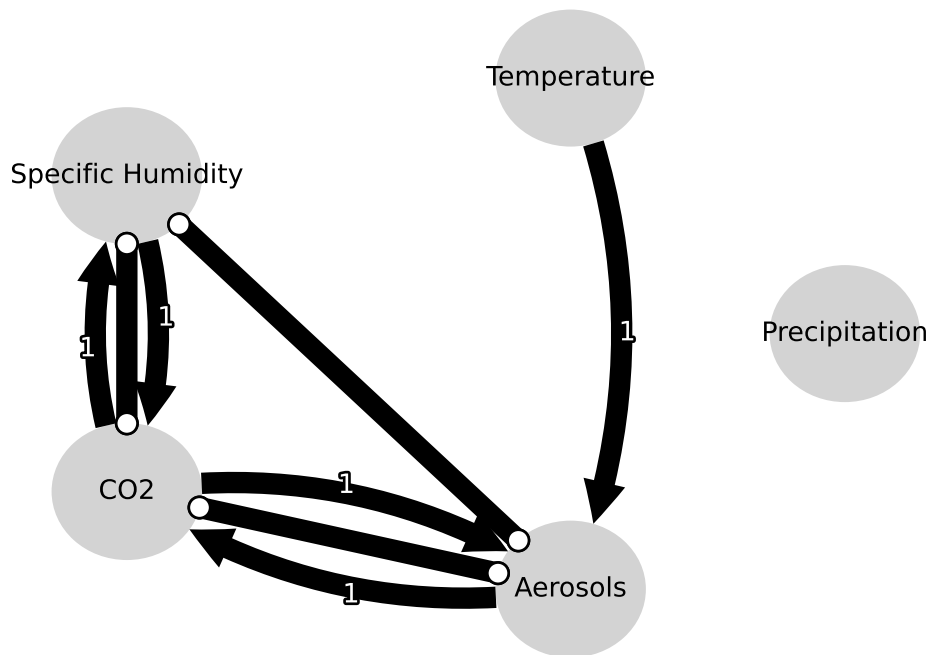 Temperature
Specific Humidity
1
1
1
Precipitation
CO2
1
Aerosols
1